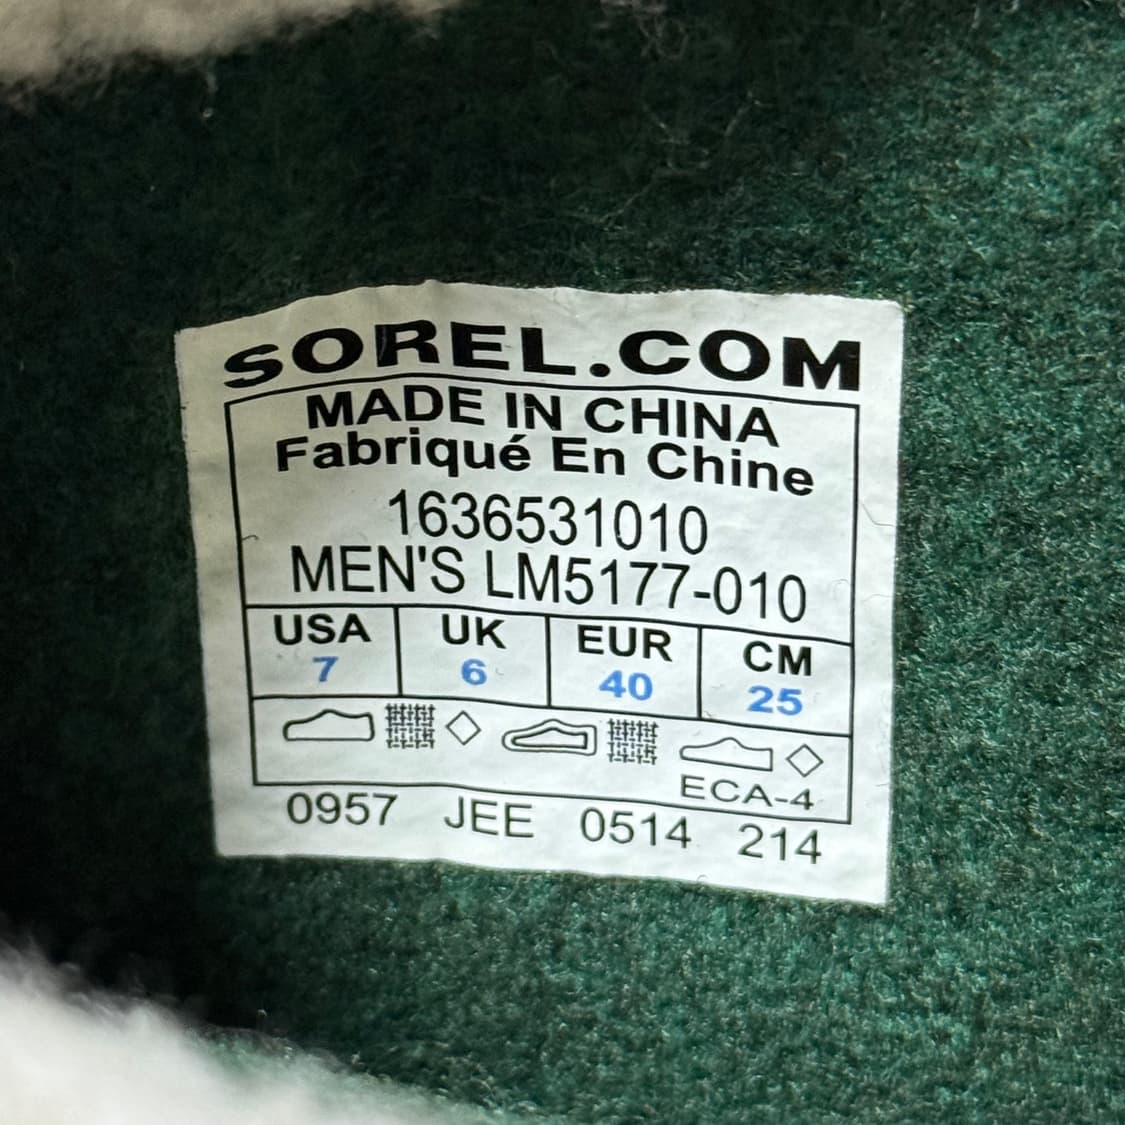 SOREL.COM
MADE IN CHINA
Fabriqué En Chine
1636531010
MEN'S LM5177-010
USA UK EUR CM
7 6 40 25
ECA-4
0957 JEE 0514 214